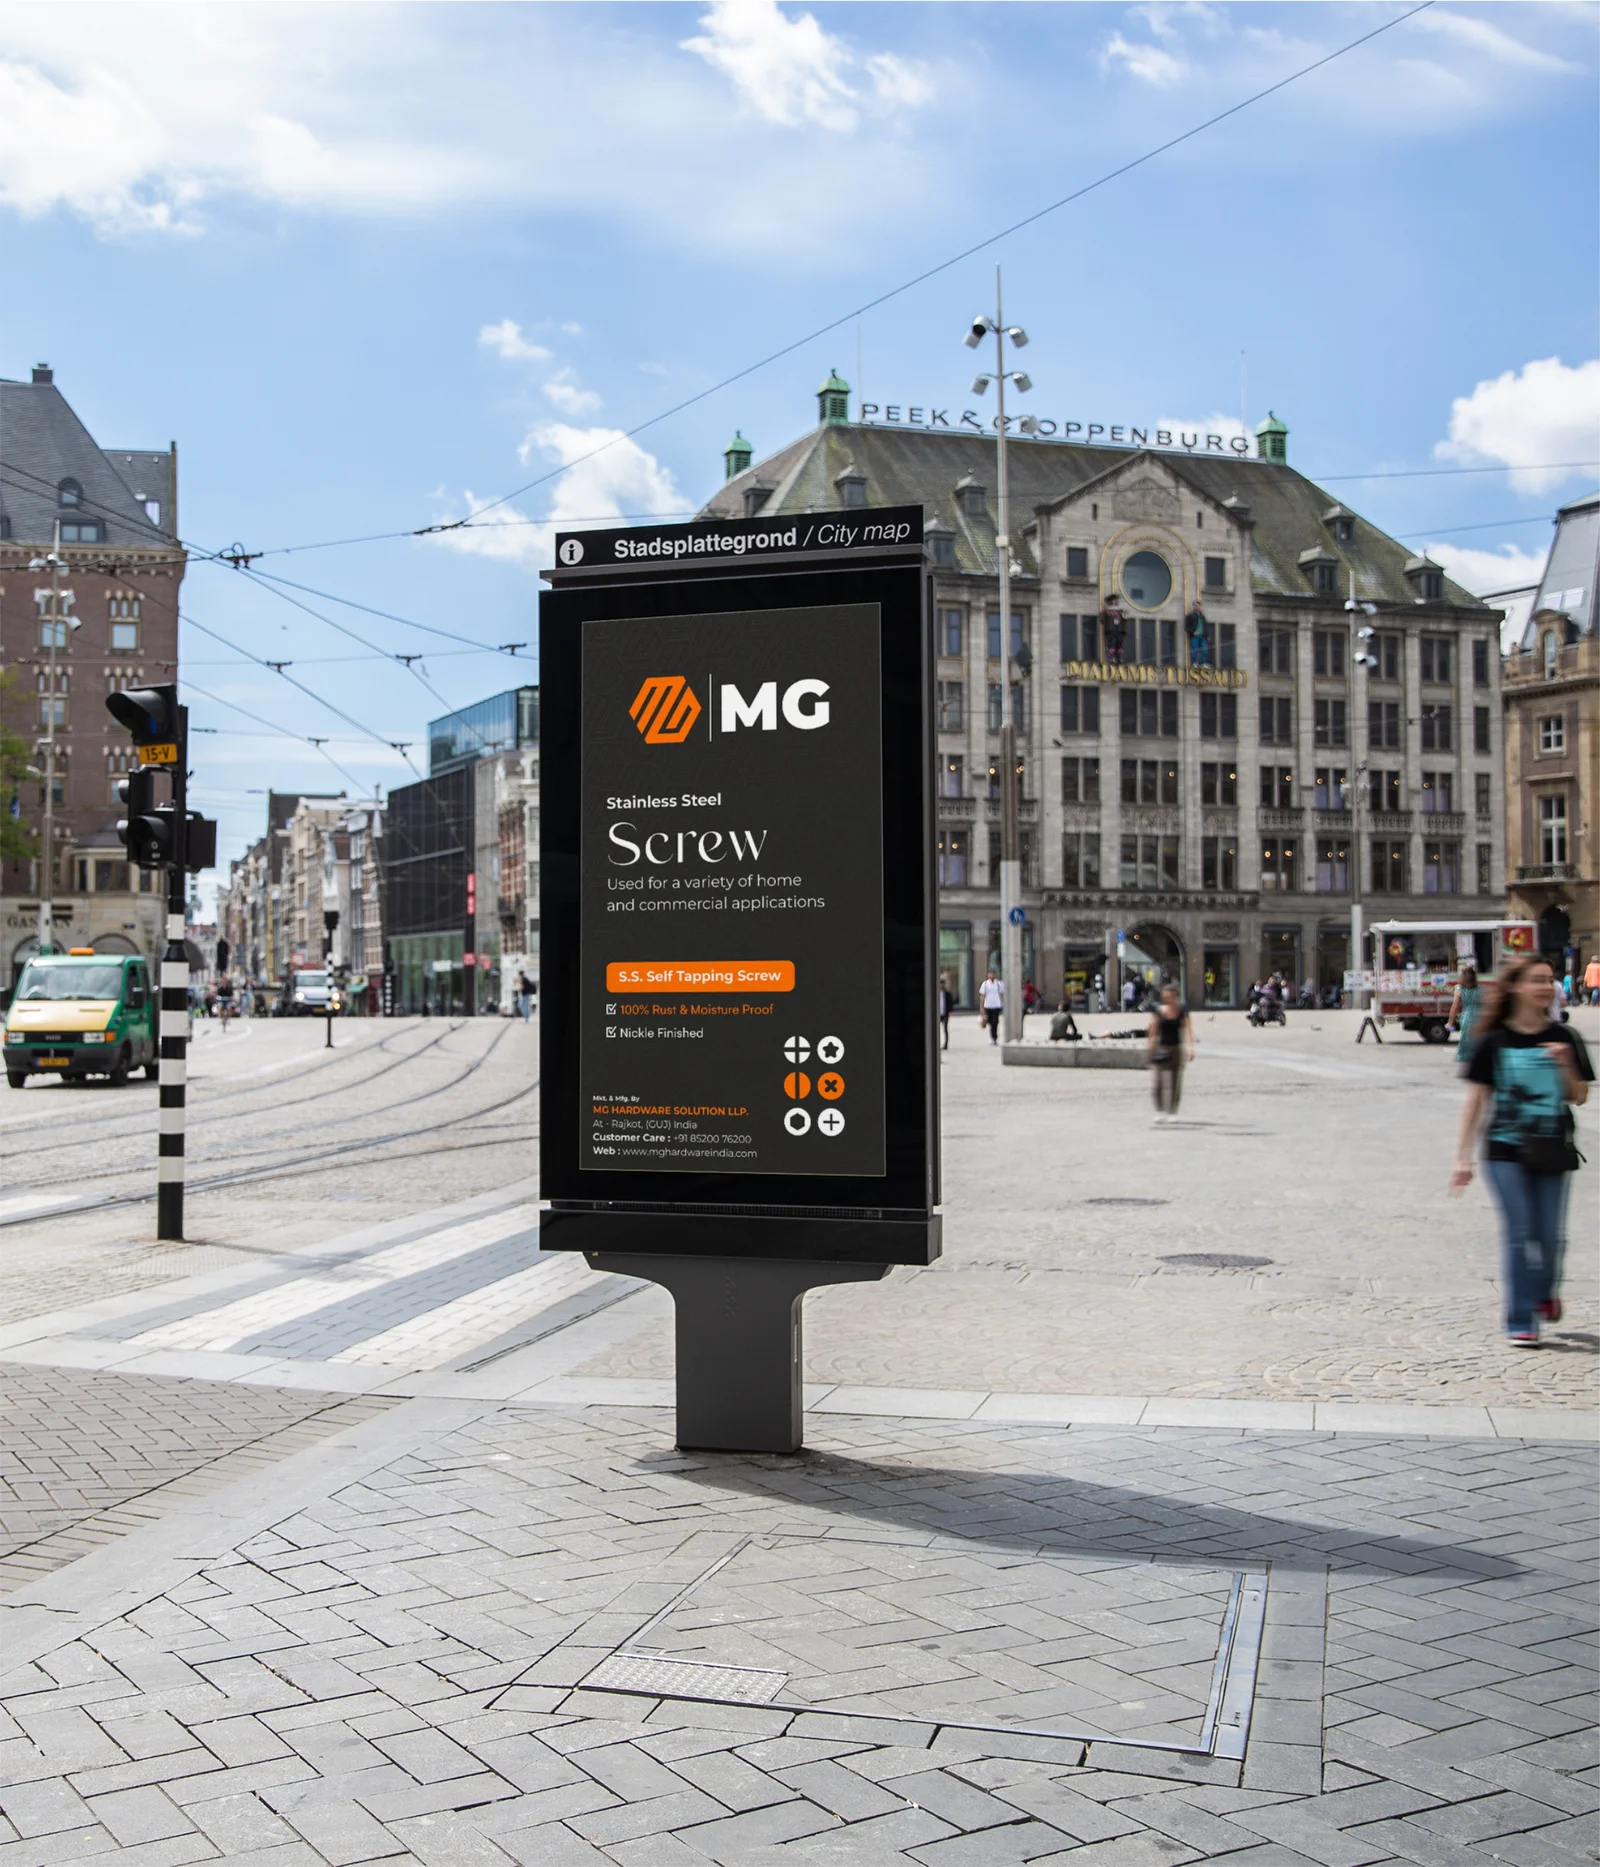 PEEK & CLOPPENBURG
Stadsplattegrond / City map
MADAME TUSSAUD
15-V
MG
Stainless Steel
Screw
Used for a variety of home
and commercial applications
S.S. Self Tapping Screw
100% Rust & Moisture Proof
Nickle Finished
Mkt. & Mfg. By
MG HARDWARE SOLUTION LLP.
At - Rajkot, (GUJ) India
Customer Care : +91 85200 76200
Web : www.mghardwareindia.com